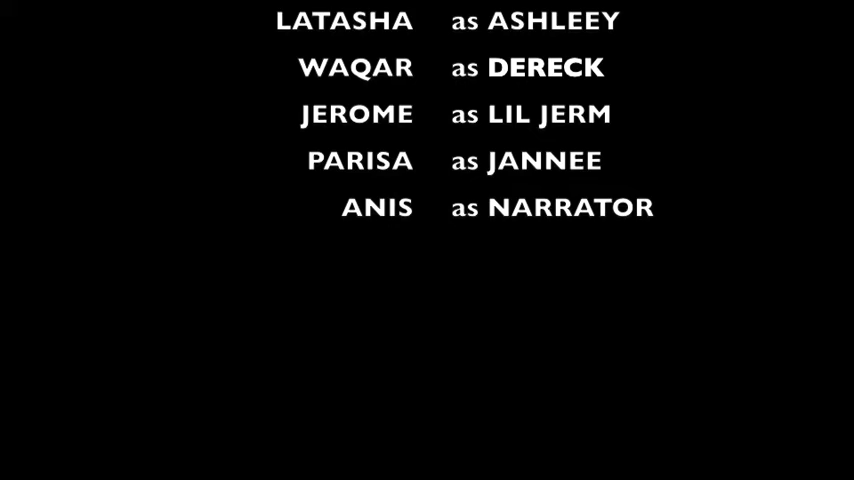 LATASHA as ASHLEEY
WAQAR as DERECK
JEROME as LIL JERM
PARISA as JANNEE
ANIS as NARRATOR